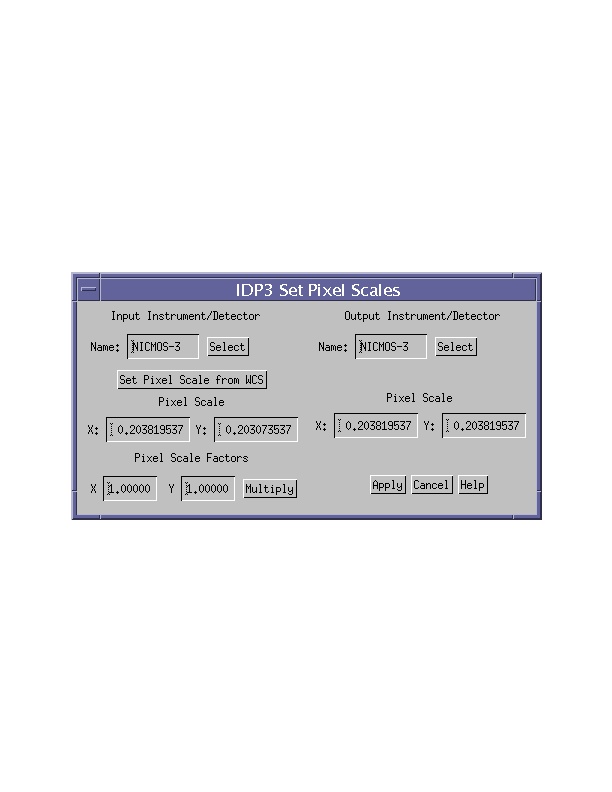 IDP3 Set Pixel Scales
Input Instrument/Detector
Output Instrument/Detector
Name: NICMOS-3 Select
Name: NICMOS-3 Select
Set Pixel Scale from WCS
Pixel Scale
Pixel Scale
X: 0.203819537 Y: 0.203073537
X: 0.203819537 Y: 0.203819537
Pixel Scale Factors
X 1.00000 Y 1.00000 Multiply
Apply Cancel Help